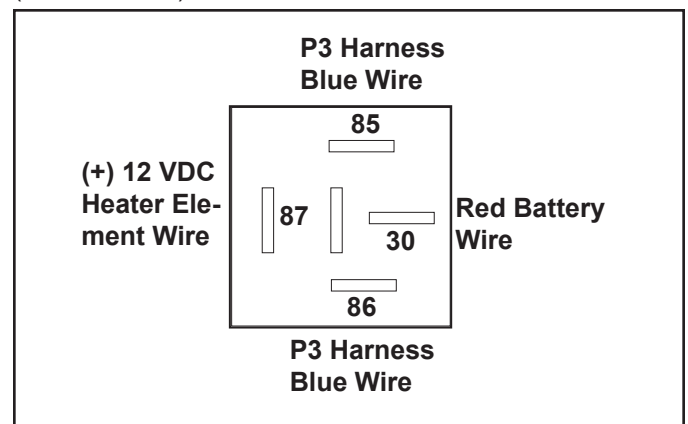 P3 Harness
Blue Wire
85
(+) 12 VDC
Heater Ele-
ment Wire
87
30
Red Battery
Wire
86
P3 Harness
Blue Wire